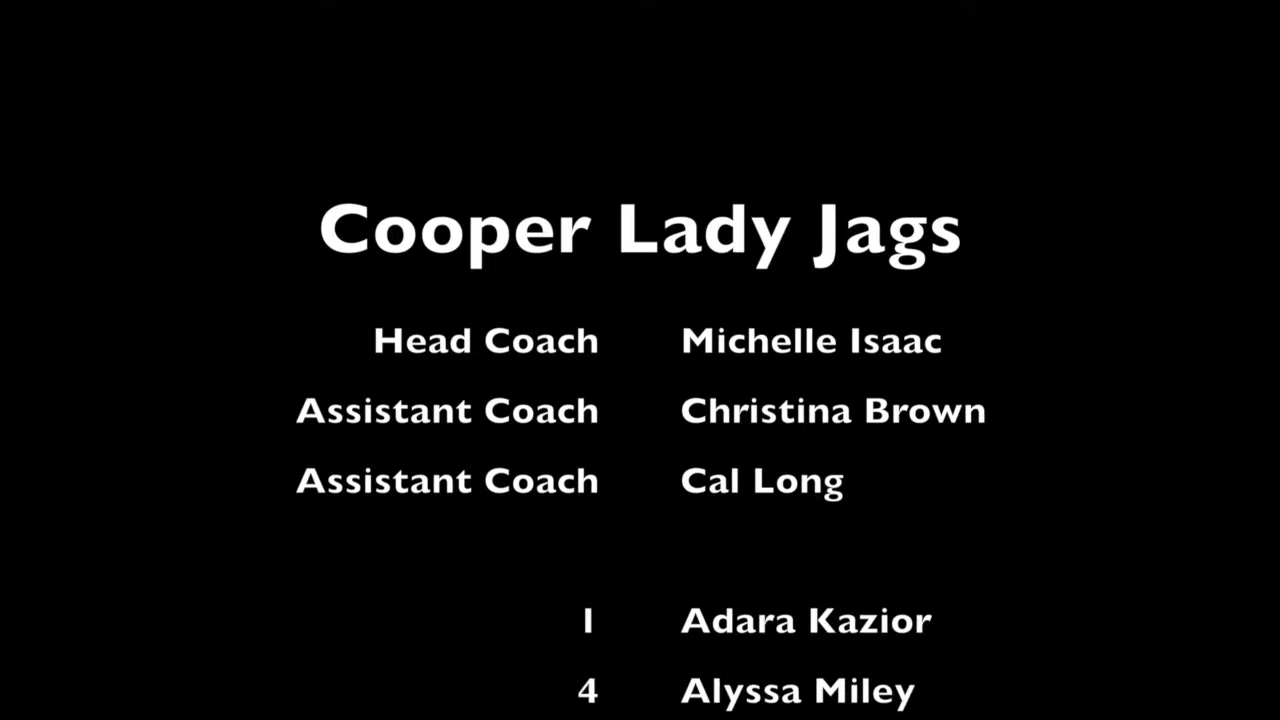 Cooper Lady Jags
Head Coach Michelle Isaac
Assistant Coach Christina Brown
Assistant Coach Cal Long
1 Adara Kazior
4 Alyssa Miley